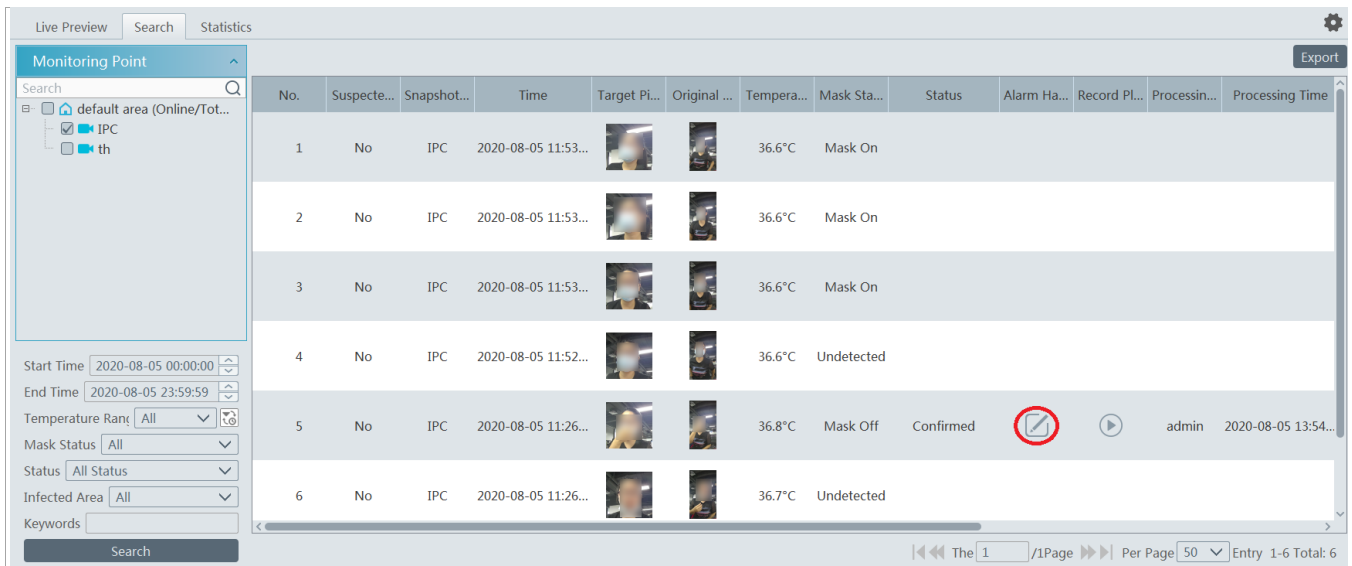 Live Preview Search Statistics
Monitoring Point
Export
Search
default area (Online/Tot...
IPC
th
No. Suspecte... Snapshot... Time Target Pi... Original ... Tempera... Mask Sta... Status Alarm Ha... Record Pl... Processin... Processing Time
1 No IPC 2020-08-05 11:53... 36.6°C Mask On
2 No IPC 2020-08-05 11:53... 36.6°C Mask On
3 No IPC 2020-08-05 11:53... 36.6°C Mask On
4 No IPC 2020-08-05 11:52... 36.6°C Undetected
5 No IPC 2020-08-05 11:26... 36.8°C Mask Off Confirmed admin 2020-08-05 13:54...
6 No IPC 2020-08-05 11:26... 36.7°C Undetected
Start Time 2020-08-05 00:00:00
End Time 2020-08-05 23:59:59
Temperature Rang All
Mask Status All
Status All Status
Infected Area All
Keywords
Search
The 1 /1Page Per Page 50 Entry 1-6 Total: 6